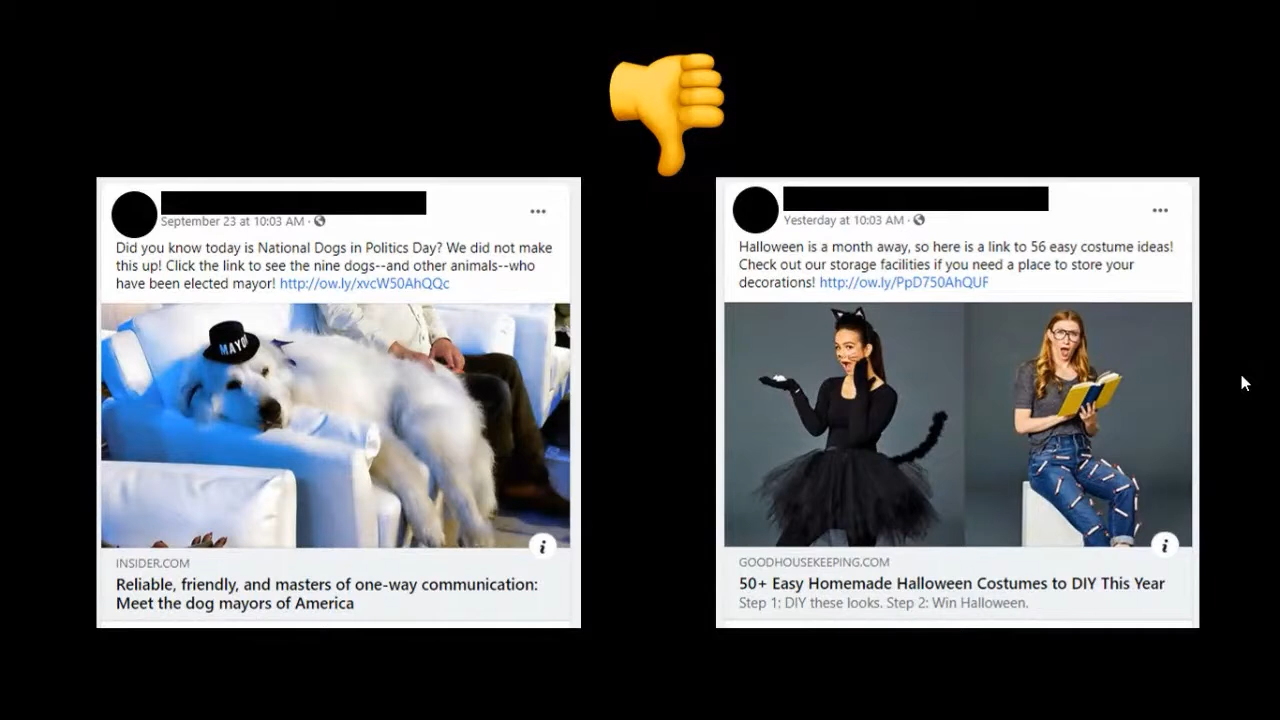 September 23 at 10:03 AM ·
Did you know today is National Dogs in Politics Day? We did not make
this up! Click the link to see the nine dogs--and other animals--who
have been elected mayor! http://ow.ly/xvcW50AhQQc
MAYOR
INSIDER.COM
Reliable, friendly, and masters of one-way communication:
Meet the dog mayors of America
Yesterday at 10:03 AM ·
Halloween is a month away, so here is a link to 56 easy costume ideas!
Check out our storage facilities if you need a place to store your
decorations! http://ow.ly/PpD750AhQUF
GOODHOUSEKEEPING.COM
50+ Easy Homemade Halloween Costumes to DIY This Year
Step 1: DIY these looks. Step 2: Win Halloween.